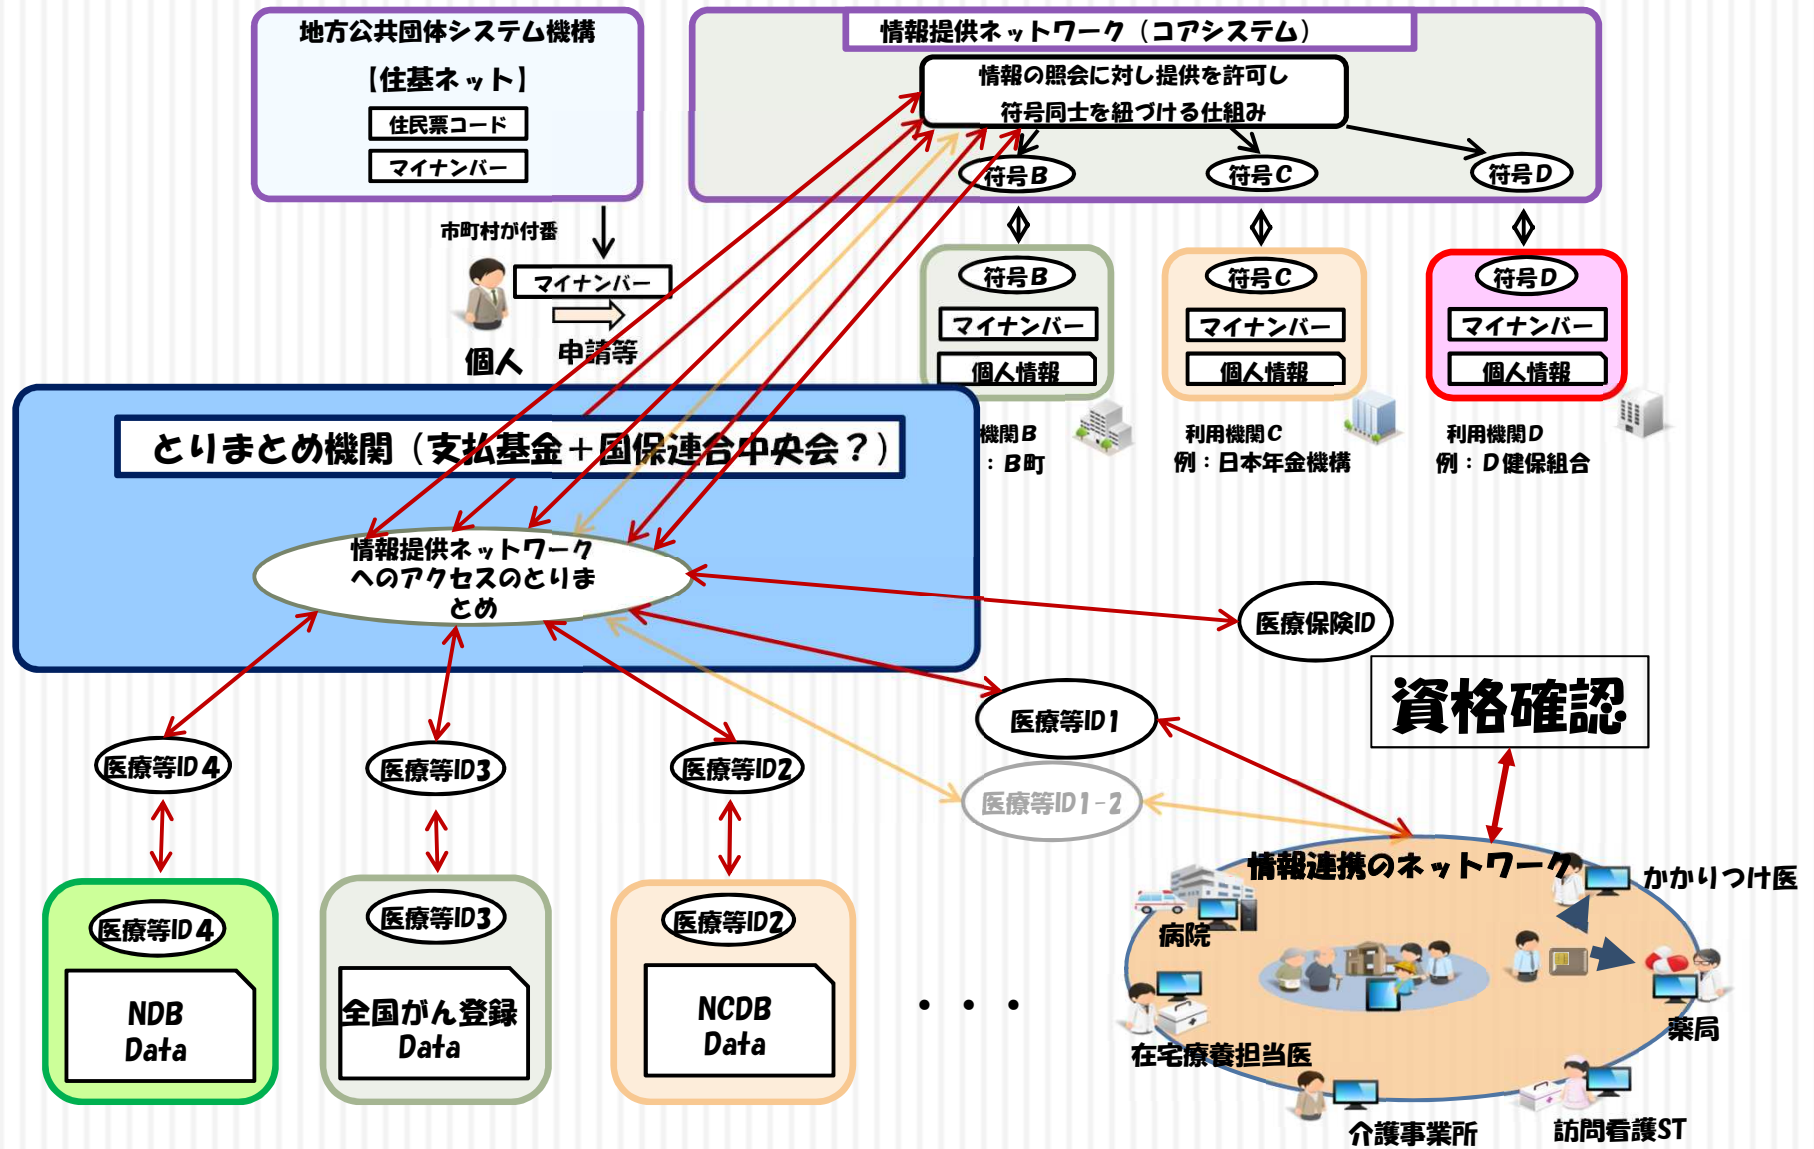 地方公共団体システム機構
【住基ネット】
住民票コード
マイナンバー
情報提供ネットワーク（コアシステム）
情報の照会に対し提供を許可し
符号同士を紐づける仕組み
符号B
符号C
符号D
市町村が付番
マイナンバー
個人
申請等
符号B
マイナンバー
個人情報
機関B
：B町
符号C
マイナンバー
個人情報
利用機関C
例：日本年金機構
符号D
マイナンバー
個人情報
利用機関D
例：D健保組合
とりまとめ機関（支払基金＋国保連合中央会？）
情報提供ネットワーク
へのアクセスのとりま
とめ
医療保険ID
資格確認
医療等ID1
医療等ID1-2
医療等ID4
医療等ID3
医療等ID2
医療等ID4
NDB
Data
医療等ID3
全国がん登録
Data
医療等ID2
NCDB
Data
・・・
情報連携のネットワーク
かかりつけ医
病院
薬局
在宅療養担当医
介護事業所
訪問看護ST